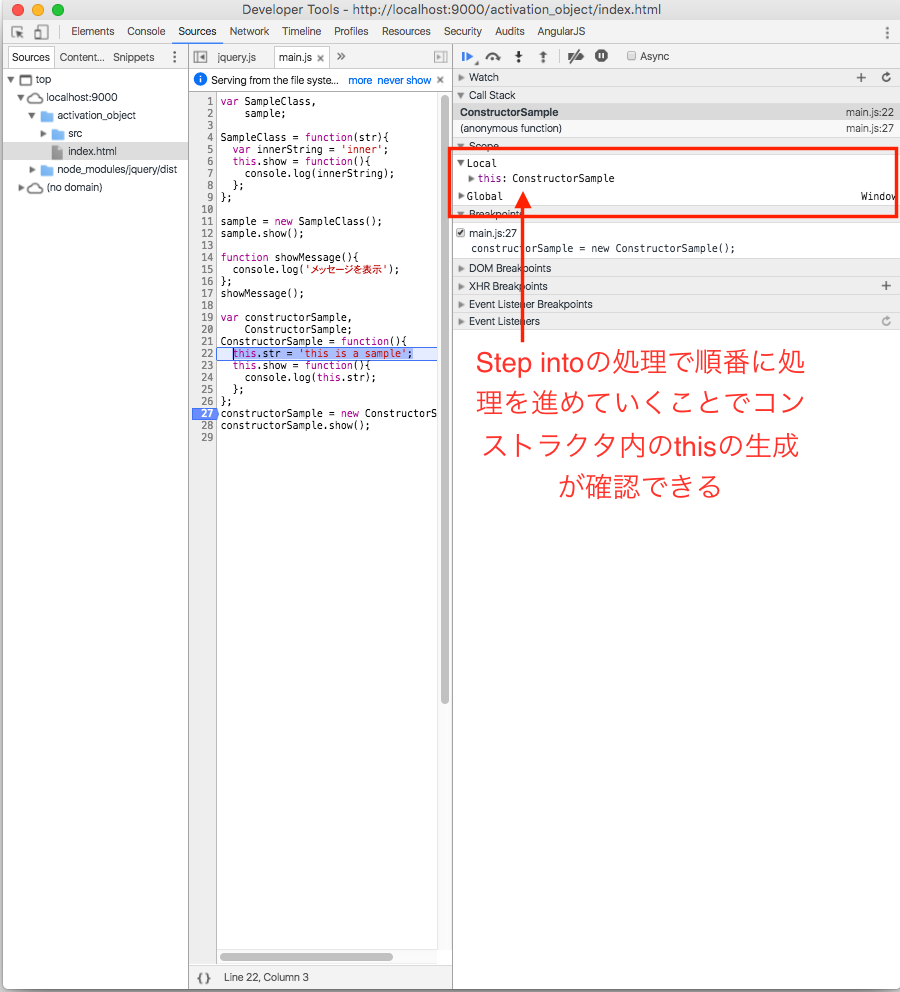 Developer Tools - http://localhost:9000/activation_object/index.html
Elements Console Sources Network Timeline Profiles Resources Security Audits AngularJS
Sources Content... Snippets
top
localhost:9000
activation_object
src
index.html
node_modules/jquery/dist
(no domain)
jquery.js main.js × »
Serving from the file syste... more never show ×
1 var SampleClass,
2 sample;
3
4 SampleClass = function(str){
5 var innerString = 'inner';
6 this.show = function(){
7 console.log(innerString);
8 };
9 };
10
11 sample = new SampleClass();
12 sample.show();
13
14 function showMessage(){
15 console.log('メッセージを表示');
16 };
17 showMessage();
18
19 var constructorSample,
20 ConstructorSample;
21 ConstructorSample = function(){
22 this.str = 'this is a sample';
23 this.show = function(){
24 console.log(this.str);
25 };
26 };
27 constructorSample = new ConstructorS
28 constructorSample.show();
29
{} Line 22, Column 3
Async
Watch
Call Stack
ConstructorSample main.js:22
(anonymous function) main.js:27
Scope
Local
this: ConstructorSample
Global Window
Breakpoints
main.js:27
constructorSample = new ConstructorSample();
DOM Breakpoints
XHR Breakpoints
Event Listener Breakpoints
Event Listeners
Step intoの処理で順番に処
理を進めていくことでコン
ストラクタ内のthisの生成
が確認できる